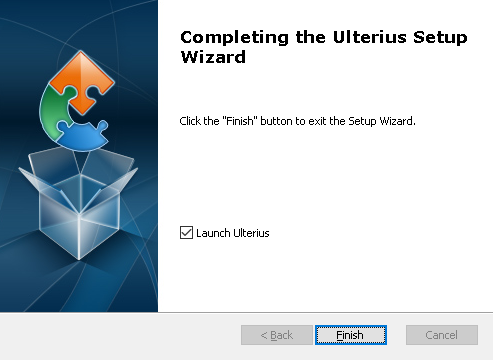 Completing the Ulterius Setup
Wizard
Click the "Finish" button to exit the Setup Wizard.
Launch Ulterius
< Back
Finish
Cancel